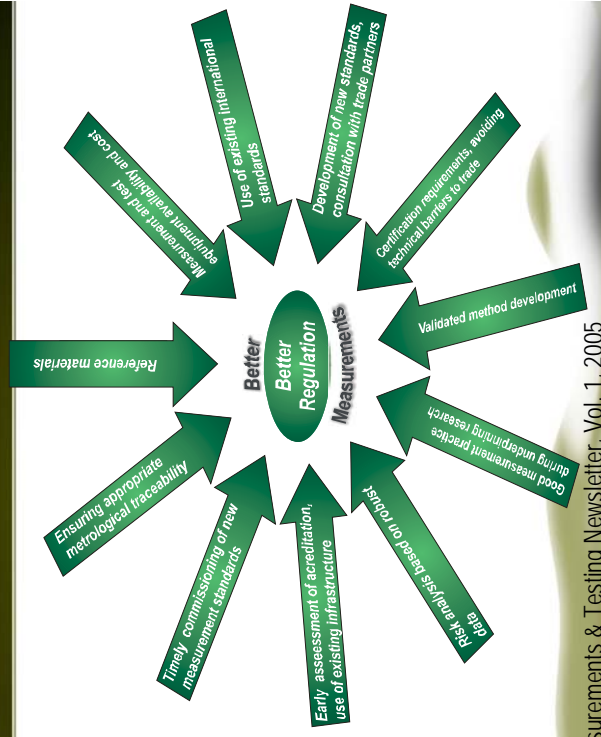 Better
Better
Regulation
Measurements
Use of existing international
standards
Development of new standards,
consultation with trade partners
Certification requirements, avoiding
technical barriers to trade
Validated method development
Good measurement practice
during underpinning research
Risk analysis based on robust
data
Early asseessment of acreditation,
use of existing infrastructure
Timely commissioning of new
measurement standards
Ensuring appropriate
metrological traceability
Reference materials
Measurement and test
equipment availability and cost
& Testing Newsletter, Vol. 1, 2005